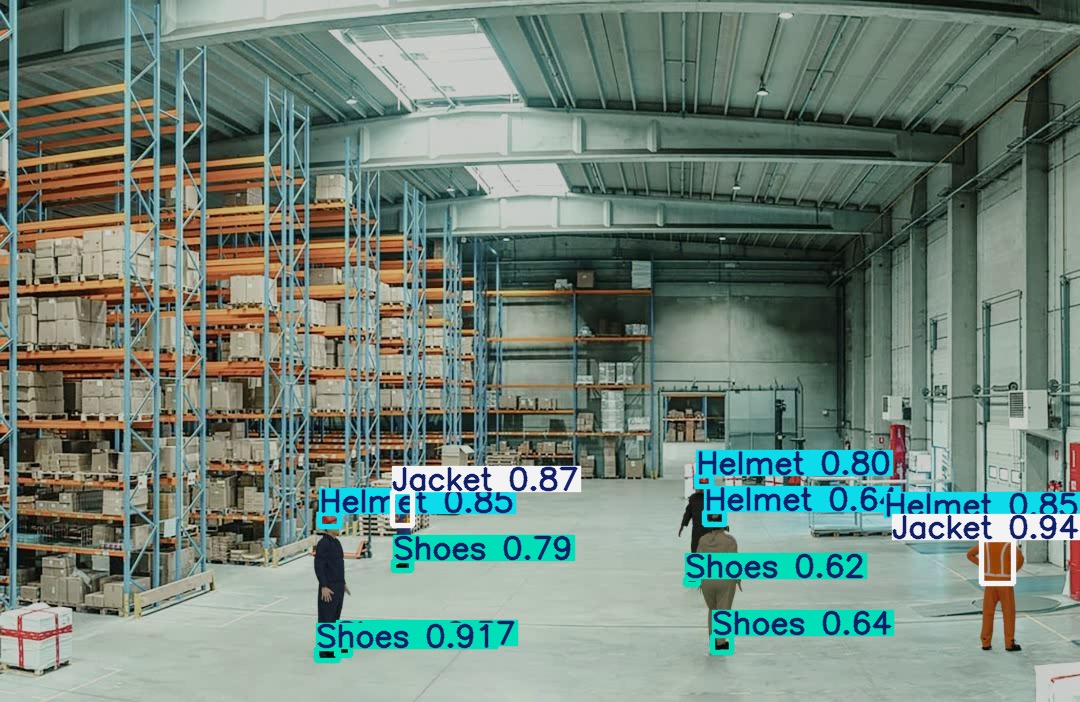 Helmet 0.80
Jacket 0.87
Helmet 0.85
Helmet 0.64
Helmet 0.85
Jacket 0.94
Shoes 0.79
Shoes 0.62
Shoes 0.64
Shoes 0.917